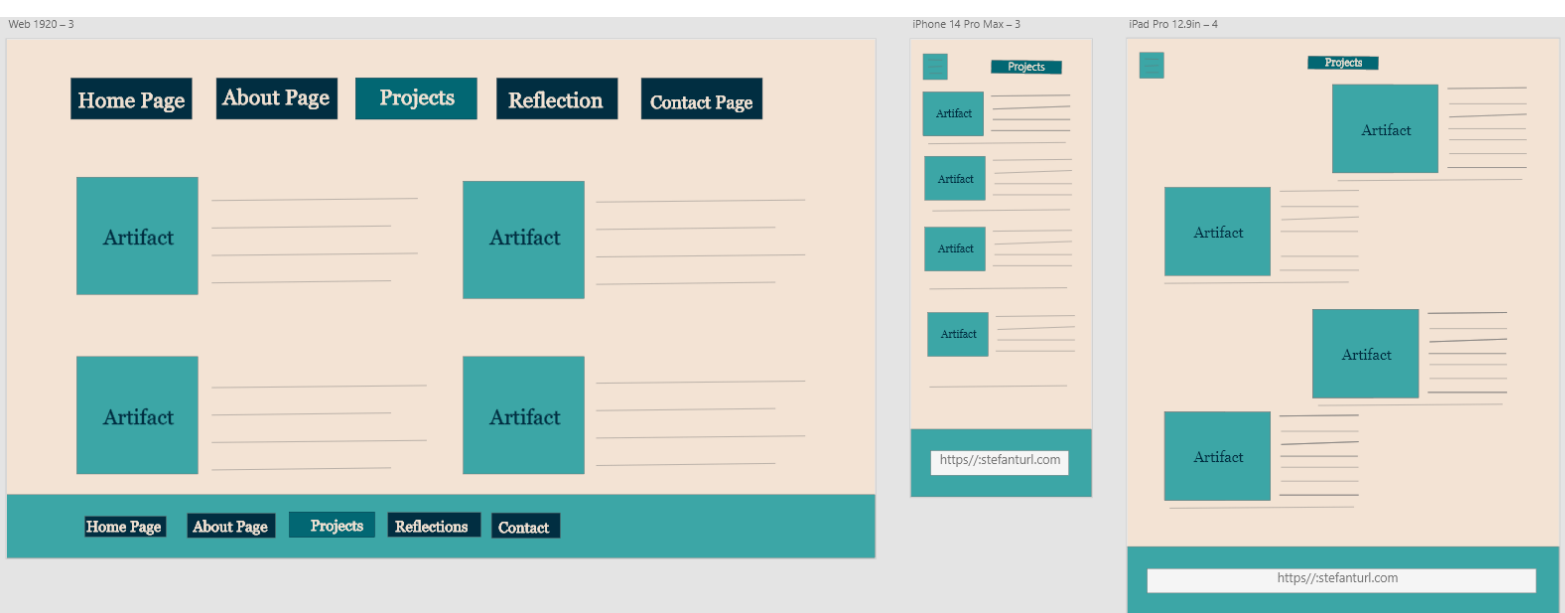 Web 1920 – 3
Home Page
About Page
Projects
Reflection
Contact Page
Artifact
Artifact
Artifact
Artifact
Home Page
About Page
Projects
Reflections
Contact
iPhone 14 Pro Max – 3
Projects
Artifact
Artifact
Artifact
Artifact
https//:stefanturl.com
iPad Pro 12.9in – 4
Projects
Artifact
Artifact
Artifact
Artifact
https//:stefanturl.com